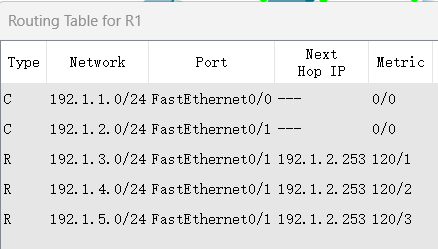 Routing Table for R1
Type Network Port Next Hop IP Metric
C 192.1.1.0/24 FastEthernet0/0 --- 0/0
C 192.1.2.0/24 FastEthernet0/1 --- 0/0
R 192.1.3.0/24 FastEthernet0/1 192.1.2.253 120/1
R 192.1.4.0/24 FastEthernet0/1 192.1.2.253 120/2
R 192.1.5.0/24 FastEthernet0/1 192.1.2.253 120/3